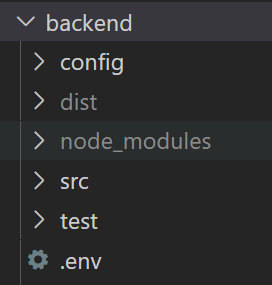 backend
config
dist
node_modules
src
test
.env